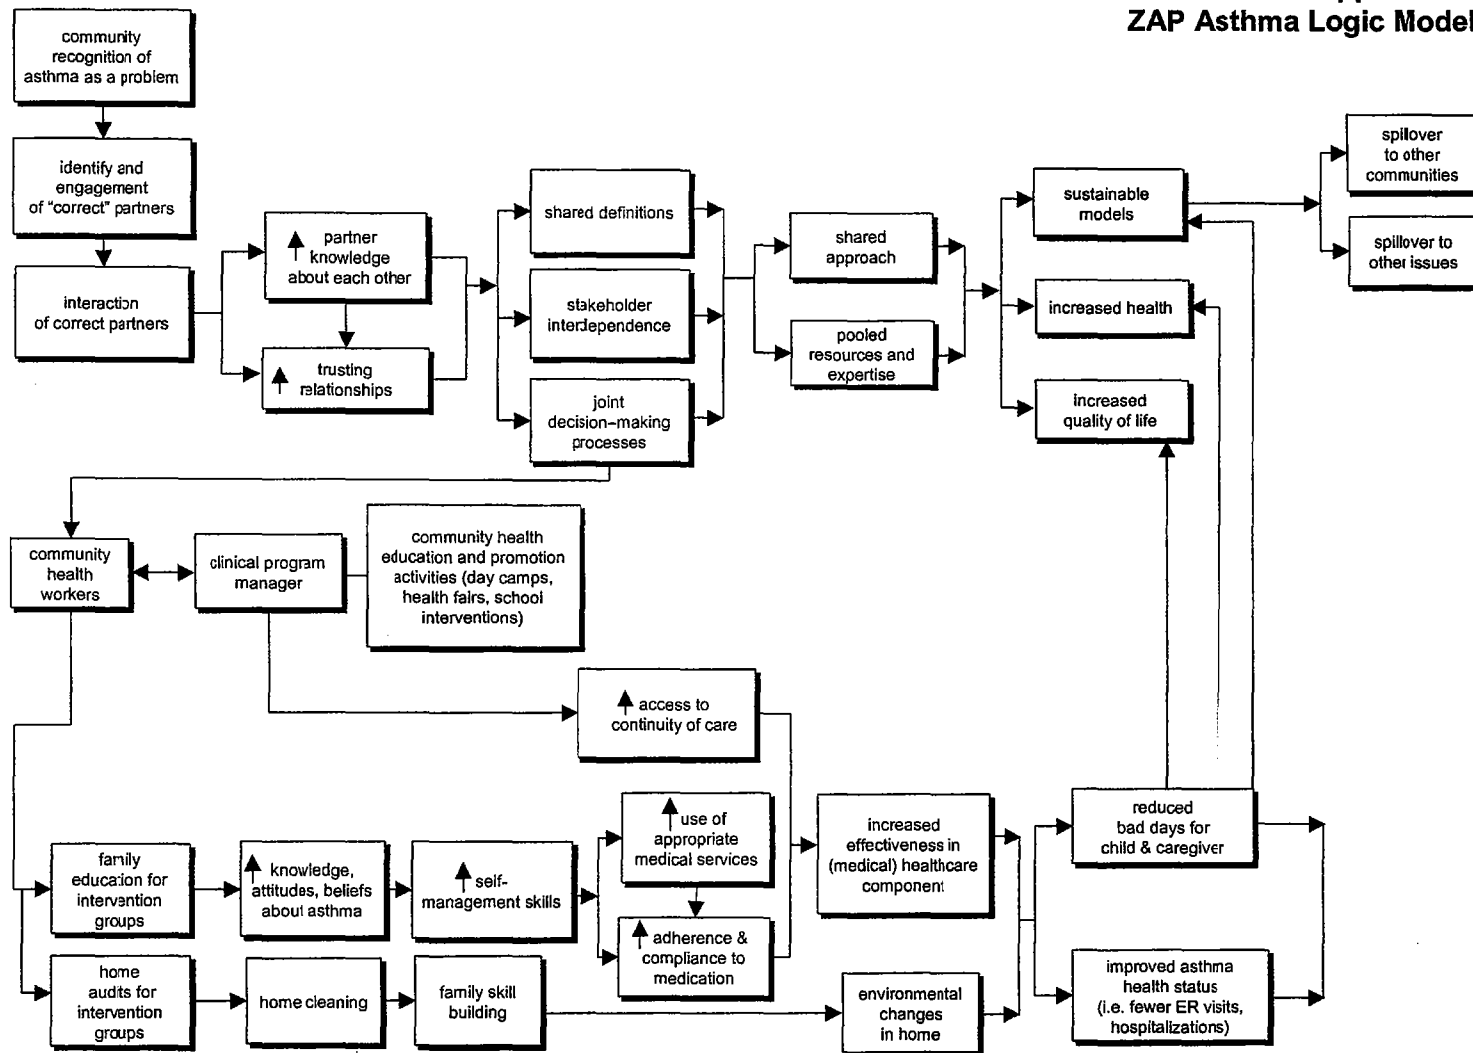 ZAP Asthma Logic Model
community
recognition of
asthma as a problem
identify and
engagement
of "correct" partners
interaction
of correct partners
partner
knowledge
about each other
trusting
relationships
shared definitions
stakeholder
interdependence
joint
decision-making
processes
shared
approach
pooled
resources and
expertise
sustainable
models
increased health
increased
quality of life
spillover
to other
communities
spillover to
other issues
community
health
workers
clinical program
manager
community health
education and promotion
activities (day camps,
health fairs, school
interventions)
access to
continuity of care
family
education for
intervention
groups
knowledge,
attitudes, beliefs
about asthma
self-
management skills
use of
appropriate
medical services
adherence &
compliance to
medication
increased
effectiveness in
(medical) healthcare
component
reduced
bad days for
child & caregiver
home
audits for
intervention
groups
home cleaning
family skill
building
environmental
changes
in home
improved asthma
health status
(i.e. fewer ER visits,
hospitalizations)